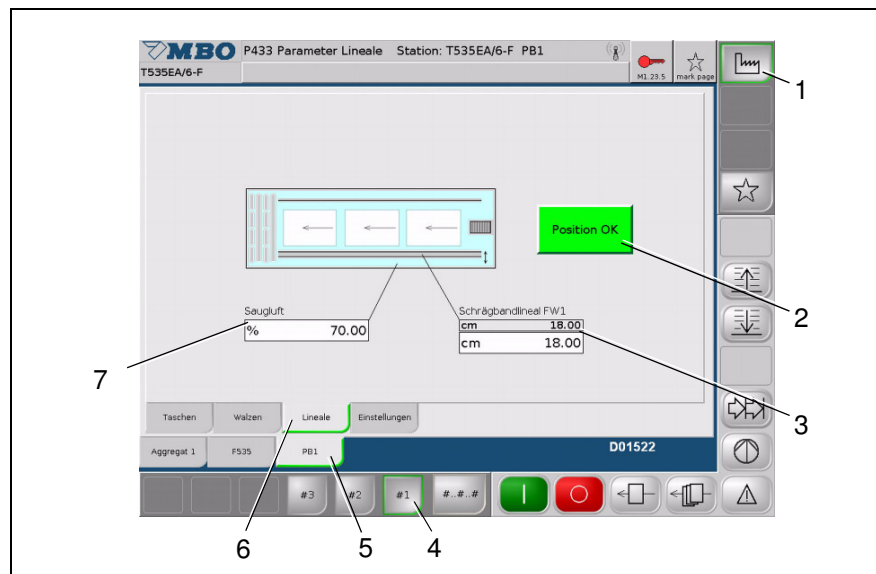 MBO P433 Parameter Lineale Station: T535EA/6-F PB1
T535EA/6-F
M1.23.5
mark page
1
Position OK
2
Saugluft
% 70.00
Schrägbandlineal FW1
cm 18.00
cm 18.00
7
3
Taschen Walzen Lineale Einstellungen
Aggregat 1 F535 PB1 D01522
#3 #2 #1 #..#..#
6 5 4